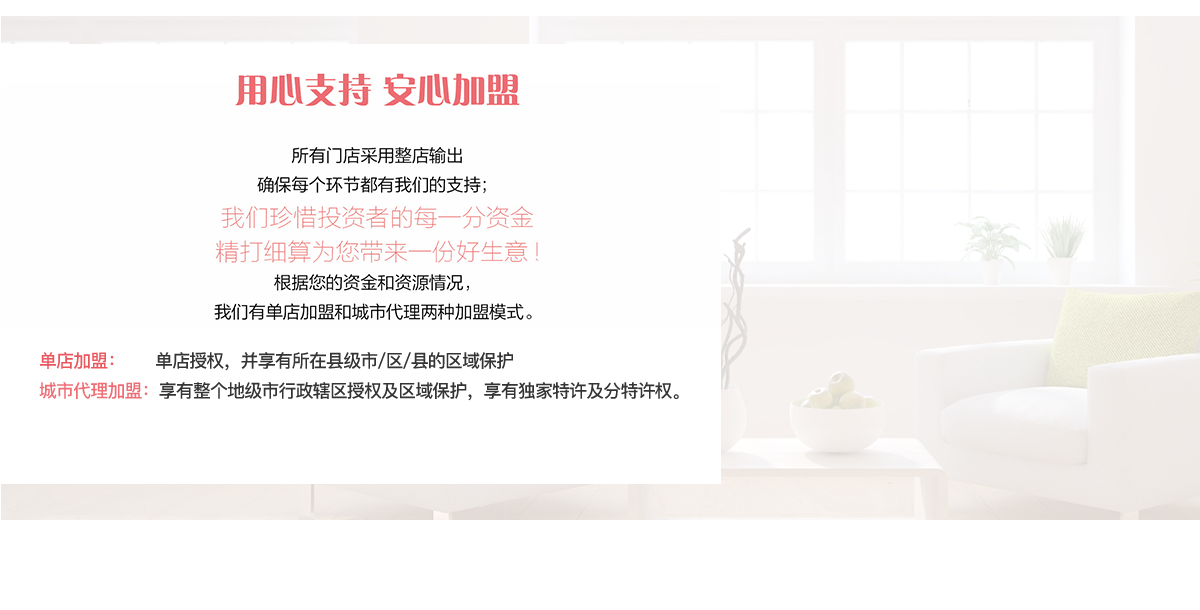 用心支持 安心加盟
所有门店采用整店输出
确保每个环节都有我们的支持；
我们珍惜投资者的每一分资金
精打细算为您带来一份好生意！
根据您的资金和资源情况，
我们有单店加盟和城市代理两种加盟模式。
单店加盟： 单店授权，并享有所在县级市/区/县的区域保护
城市代理加盟：享有整个地级市行政辖区授权及区域保护，享有独家特许及分特许权。